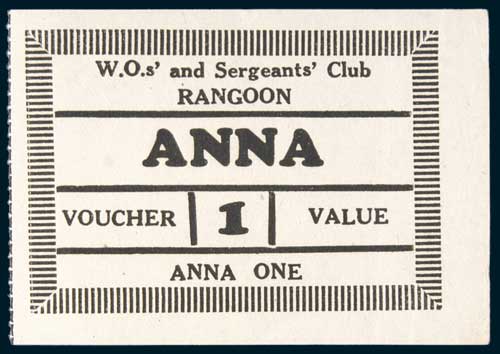 W.O.s' and Sergeants' Club
RANGOON
ANNA
VOUCHER 1 VALUE
ANNA ONE